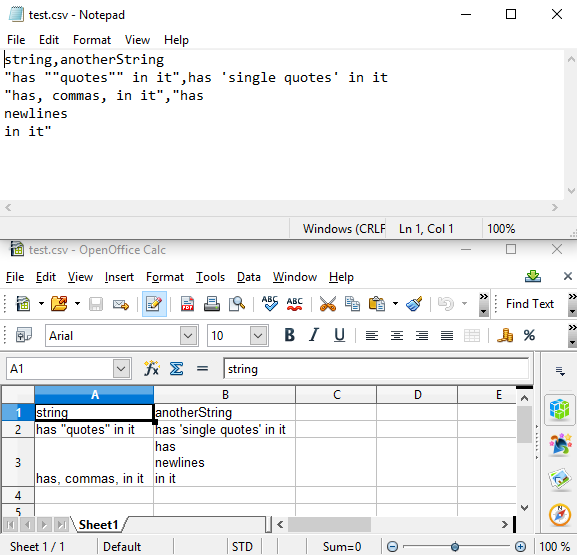 test.csv - Notepad
File Edit Format View Help
string,anotherString
"has ""quotes"" in it",has 'single quotes' in it
"has, commas, in it","has
newlines
in it"
Windows (CRLF Ln 1, Col 1 100%
test.csv - OpenOffice Calc
File Edit View Insert Format Tools Data Window Help
ABC ABC Find Text
Arial 10 B I U %
A1 string
A B C D E
1 string anotherString
2 has "quotes" in it has 'single quotes' in it
3 has, commas, in it has
newlines
in it
4
5
Sheet1
Sheet 1 / 1 Default STD Sum=0 100 %